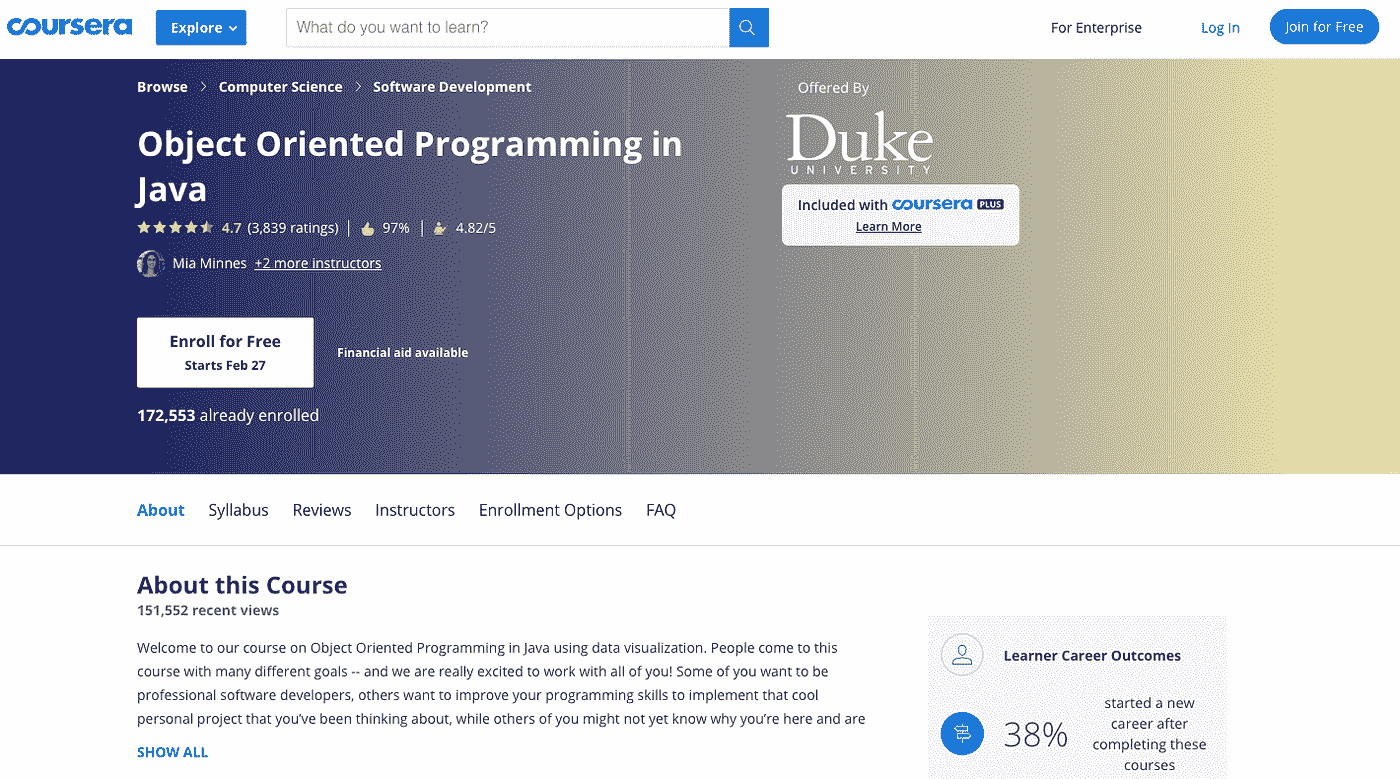 coursera
Explore
What do you want to learn?
For Enterprise
Log In
Join for Free
Browse > Computer Science > Software Development
Object Oriented Programming in
Java
4.7 (3,839 ratings) | 97% | 4.82/5
Mia Minnes +2 more instructors
Enroll for Free
Starts Feb 27
Financial aid available
172,553 already enrolled
Offered By
Duke
UNIVERSITY
Included with coursera PLUS
Learn More
About
Syllabus
Reviews
Instructors
Enrollment Options
FAQ
About this Course
151,552 recent views
Welcome to our course on Object Oriented Programming in Java using data visualization. People come to this
course with many different goals -- and we are really excited to work with all of you! Some of you want to be
professional software developers, others want to improve your programming skills to implement that cool
personal project that you’ve been thinking about, while others of you might not yet know why you’re here and are
SHOW ALL
Learner Career Outcomes
38%
started a new
career after
completing these
courses